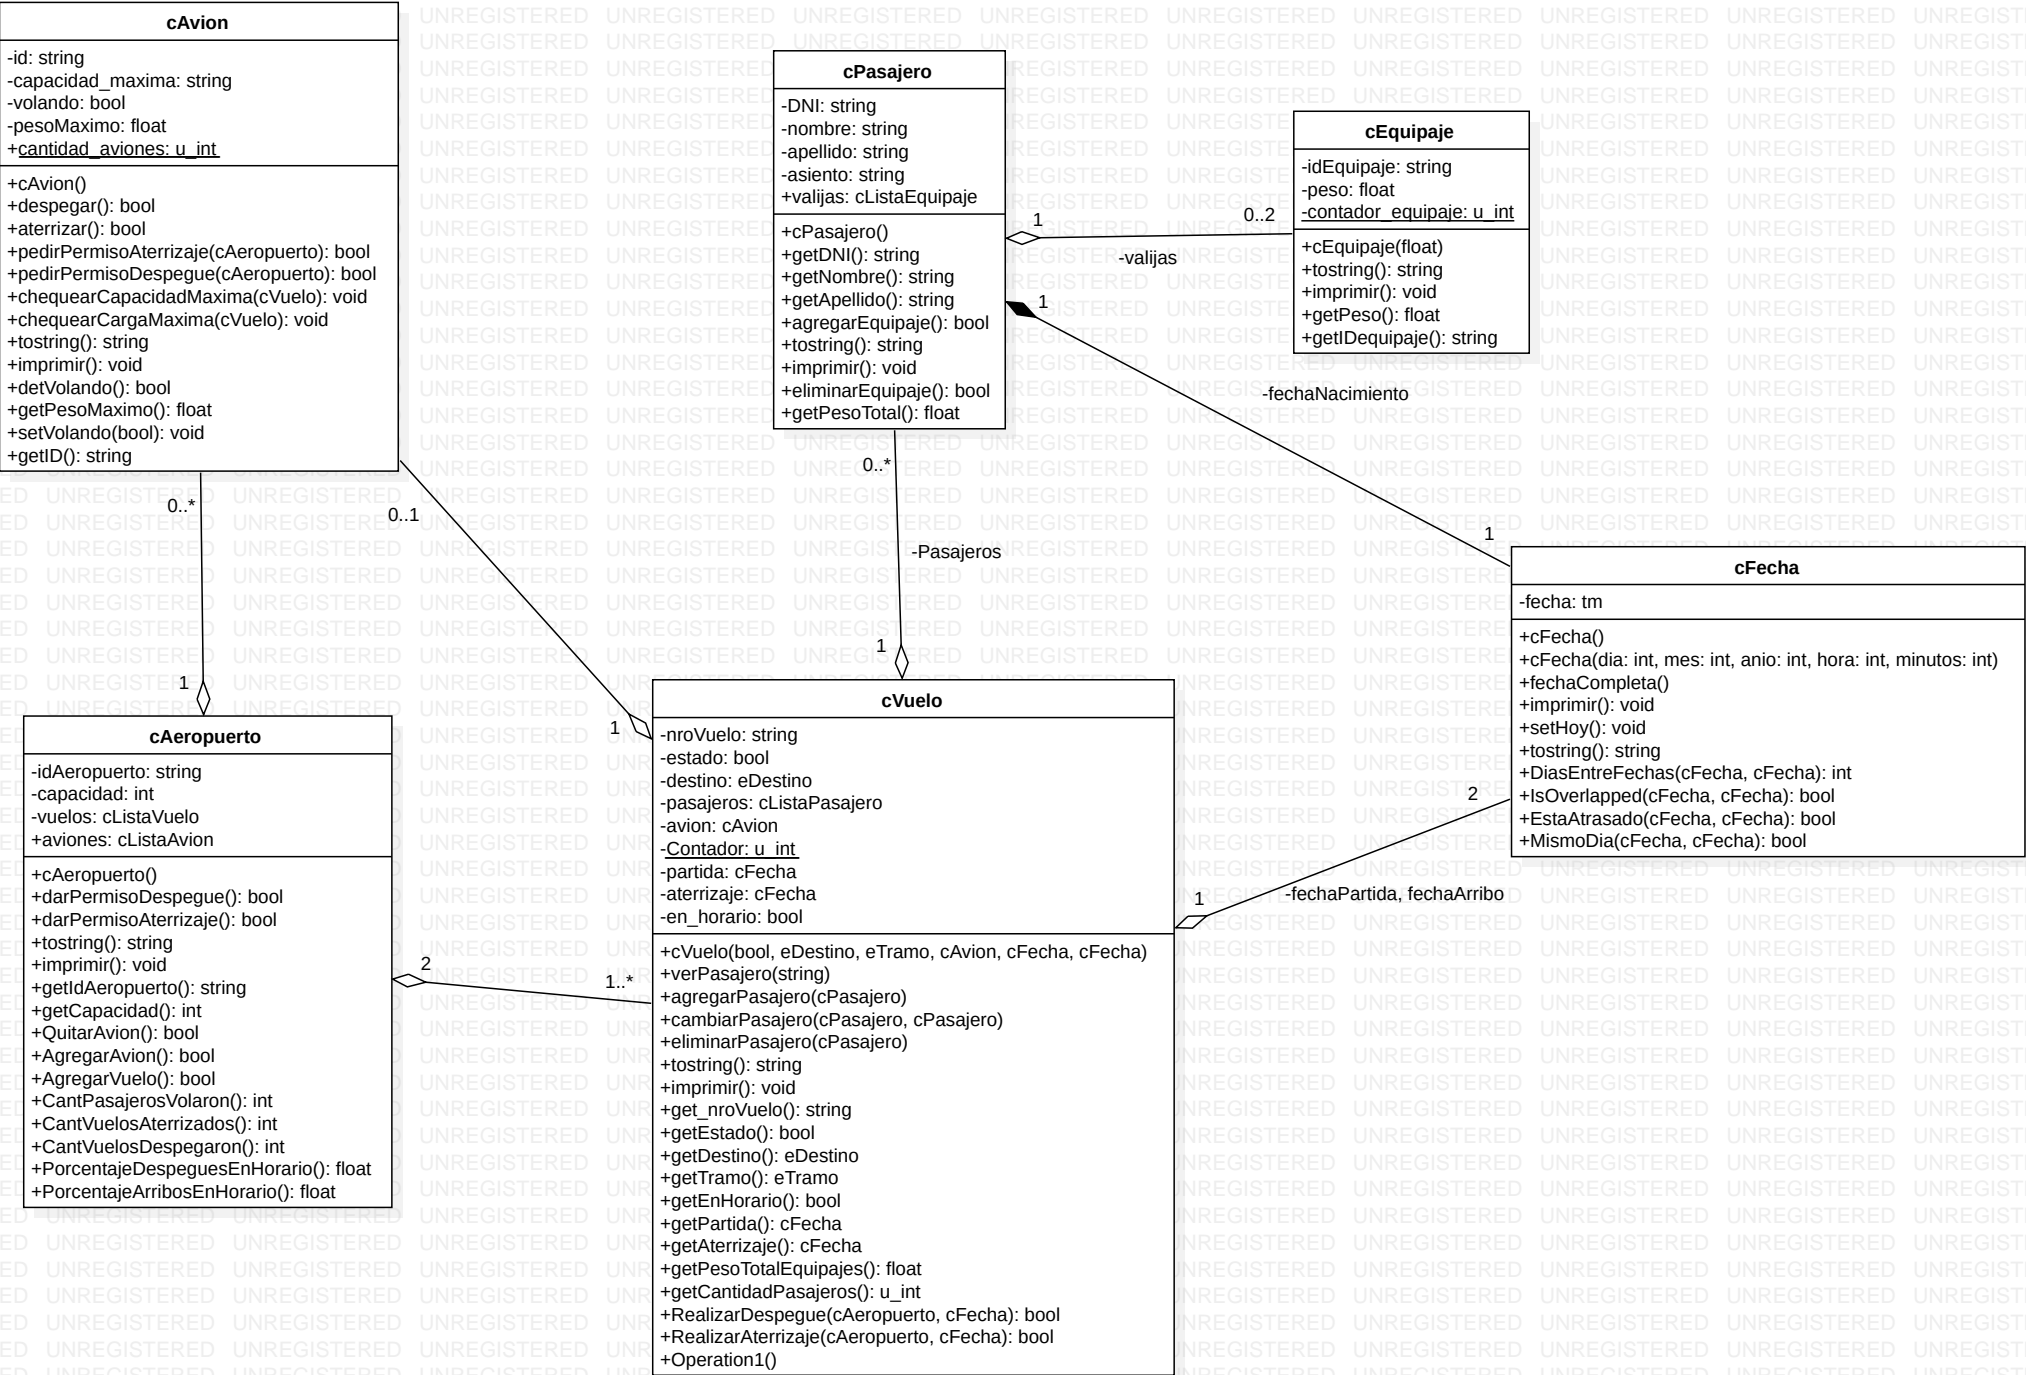 cAvion
-id: string
-capacidad_maxima: string
-volando: bool
-pesoMaximo: float
+cantidad_aviones: u_int
+cAvion()
+despegar(): bool
+aterrizar(): bool
+pedirPermisoAterrizaje(cAeropuerto): bool
+pedirPermisoDespegue(cAeropuerto): bool
+chequearCapacidadMaxima(cVuelo): void
+chequearCargaMaxima(cVuelo): void
+tostring(): string
+imprimir(): void
+detVolando(): bool
+getPesoMaximo(): float
+setVolando(bool): void
+getID(): string
cPasajero
-DNI: string
-nombre: string
-apellido: string
-asiento: string
+valijas: cListaEquipaje
+cPasajero()
+getDNI(): string
+getNombre(): string
+getApellido(): string
+agregarEquipaje(): bool
+tostring(): string
+imprimir(): void
+eliminarEquipaje(): bool
+getPesoTotal(): float
cEquipaje
-idEquipaje: string
-peso: float
-contador_equipaje: u_int
+cEquipaje(float)
+tostring(): string
+imprimir(): void
+getPeso(): float
+getIDequipaje(): string
1
0..2
-valijas
1
-fechaNacimiento
1
0..*
-Pasajeros
1
0..*
1
0..1
1
cFecha
-fecha: tm
+cFecha()
+cFecha(dia: int, mes: int, anio: int, hora: int, minutos: int)
+fechaCompleta()
+imprimir(): void
+setHoy(): void
+tostring(): string
+DiasEntreFechas(cFecha, cFecha): int
+IsOverlapped(cFecha, cFecha): bool
+EstaAtrasado(cFecha, cFecha): bool
+MismoDia(cFecha, cFecha): bool
2
1
-fechaPartida, fechaArribo
cAeropuerto
-idAeropuerto: string
-capacidad: int
-vuelos: cListaVuelo
+aviones: cListaAvion
+cAeropuerto()
+darPermisoDespegue(): bool
+darPermisoAterrizaje(): bool
+tostring(): string
+imprimir(): void
+getIdAeropuerto(): string
+getCapacidad(): int
+QuitarAvion(): bool
+AgregarAvion(): bool
+AgregarVuelo(): bool
+CantPasajerosVolaron(): int
+CantVuelosAterrizados(): int
+CantVuelosDespegaron(): int
+PorcentajeDespeguesEnHorario(): float
+PorcentajeArribosEnHorario(): float
2
1..*
cVuelo
-nroVuelo: string
-estado: bool
-destino: eDestino
-pasajeros: cListaPasajero
-avion: cAvion
-Contador: u_int
-partida: cFecha
-aterrizaje: cFecha
-en_horario: bool
+cVuelo(bool, eDestino, eTramo, cAvion, cFecha, cFecha)
+verPasajero(string)
+agregarPasajero(cPasajero)
+cambiarPasajero(cPasajero, cPasajero)
+eliminarPasajero(cPasajero)
+tostring(): string
+imprimir(): void
+get_nroVuelo(): string
+getEstado(): bool
+getDestino(): eDestino
+getTramo(): eTramo
+getEnHorario(): bool
+getPartida(): cFecha
+getAterrizaje(): cFecha
+getPesoTotalEquipajes(): float
+getCantidadPasajeros(): u_int
+RealizarDespegue(cAeropuerto, cFecha): bool
+RealizarAterrizaje(cAeropuerto, cFecha): bool
+Operation1()
UNREGISTERED